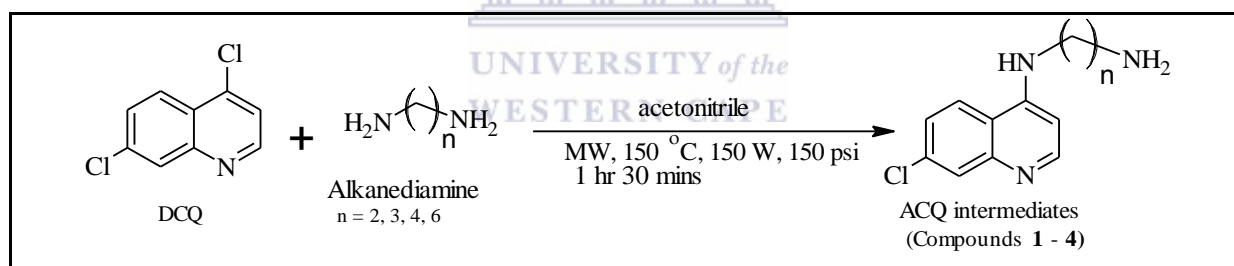 Cl
Cl
N
DCQ
+
H₂N
( )
n
NH₂
Alkanediamine
n = 2, 3, 4, 6
acetonitrile
MW, 150 °C, 150 W, 150 psi
1 hr 30 mins
HN
( )
n
NH₂
Cl
N
ACQ intermediates
(Compounds 1 - 4)
UNIVERSITY of the
WESTERN CAPE